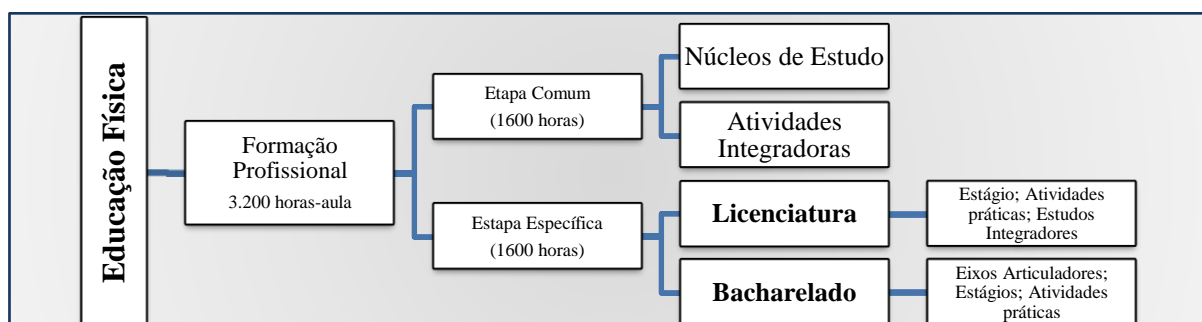 Educação Física
Formação
Profissional
3.200 horas-aula
Etapa Comum
(1600 horas)
Núcleos de Estudo
Atividades
Integradoras
Estapa Específica
(1600 horas)
Licenciatura
Estágio; Atividades
práticas; Estudos
Integradores
Bacharelado
Eixos Articuladores;
Estágios; Atividades
práticas